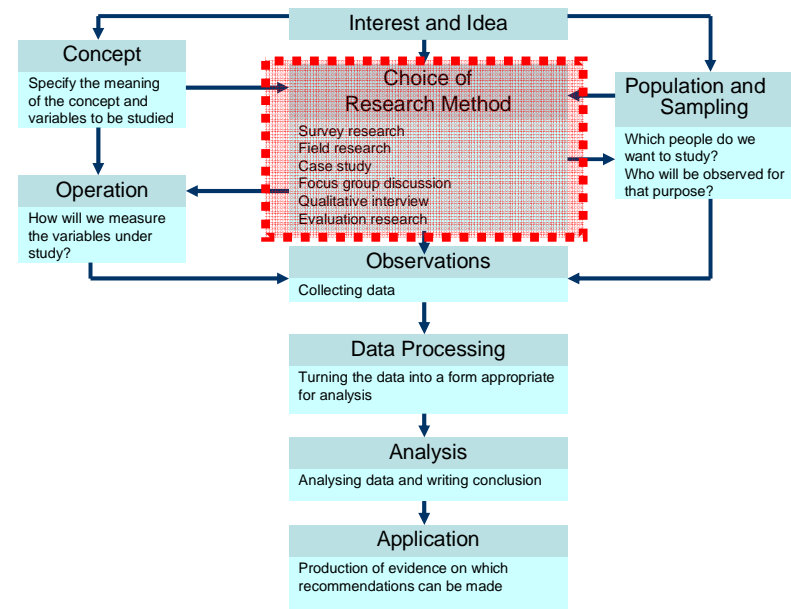 Interest and Idea
Concept
Specify the meaning
of the concept and
variables to be studied
Choice of
Research Method
Survey research
Field research
Case study
Focus group discussion
Qualitative interview
Evaluation research
Population and
Sampling
Which people do we
want to study?
Who will be observed for
that purpose?
Operation
How will we measure
the variables under
study?
Observations
Collecting data
Data Processing
Turning the data into a form appropriate
for analysis
Analysis
Analysing data and writing conclusion
Application
Production of evidence on which
recommendations can be made